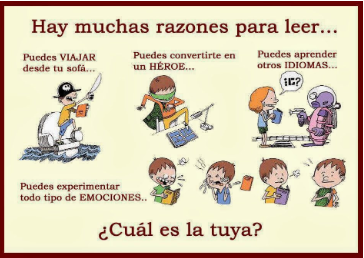 Hay muchas razones para leer...
Puedes VIAJAR
desde tu sofá...
Puedes convertirte en
un HÉROE...
Puedes aprender
otros IDIOMAS...
¡¿?
Puedes experimentar
todo tipo de EMOCIONES..
¿Cuál es la tuya?